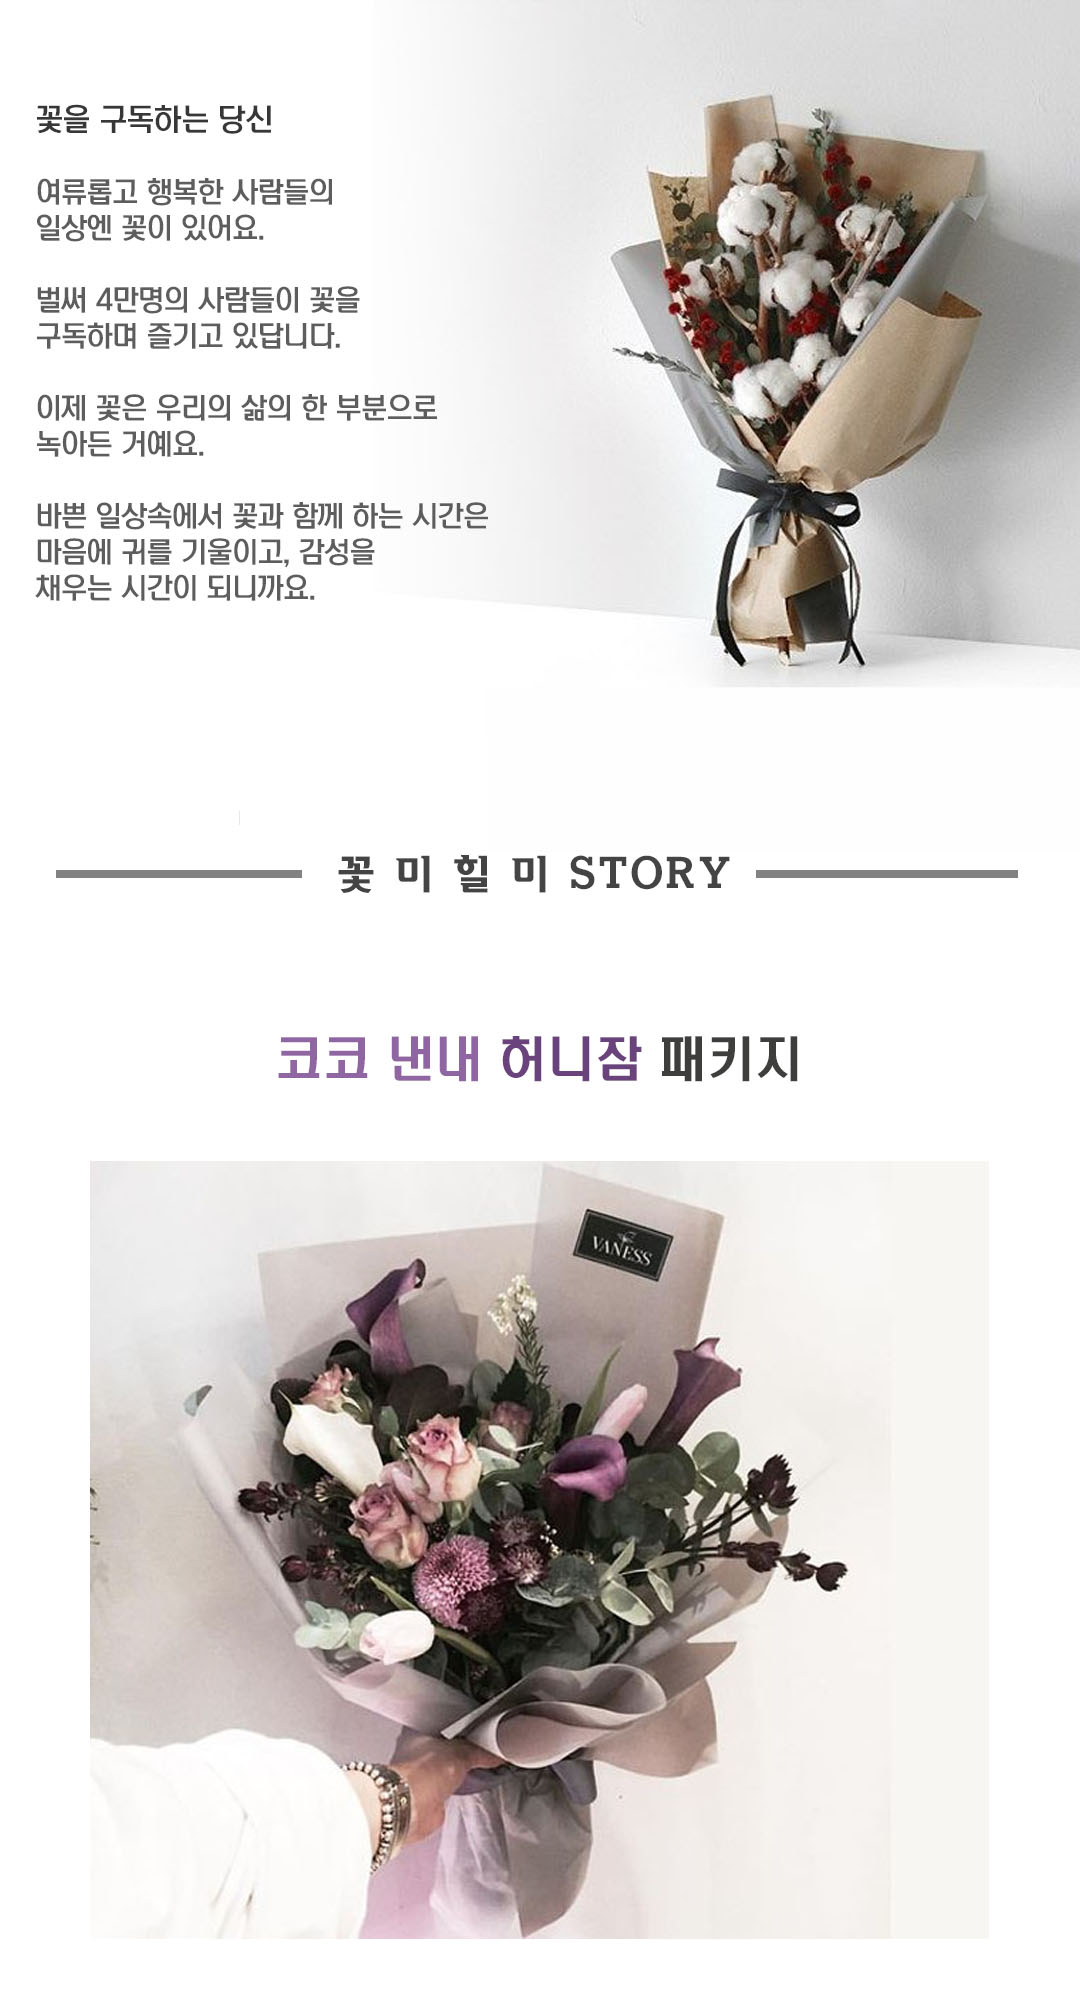 꽃을 구독하는 당신
여류롭고 행복한 사람들의
일상엔 꽃이 있어요.
벌써 4만명의 사람들이 꽃을
구독하며 즐기고 있답니다.
이제 꽃은 우리의 삶의 한 부분으로
녹아든 거예요.
바쁜 일상속에서 꽃과 함께 하는 시간은
마음에 귀를 기울이고, 감성을
채우는 시간이 되니까요.
꽃 미 힐 미 STORY
코코 낸내 허니잠 패키지
VANESS